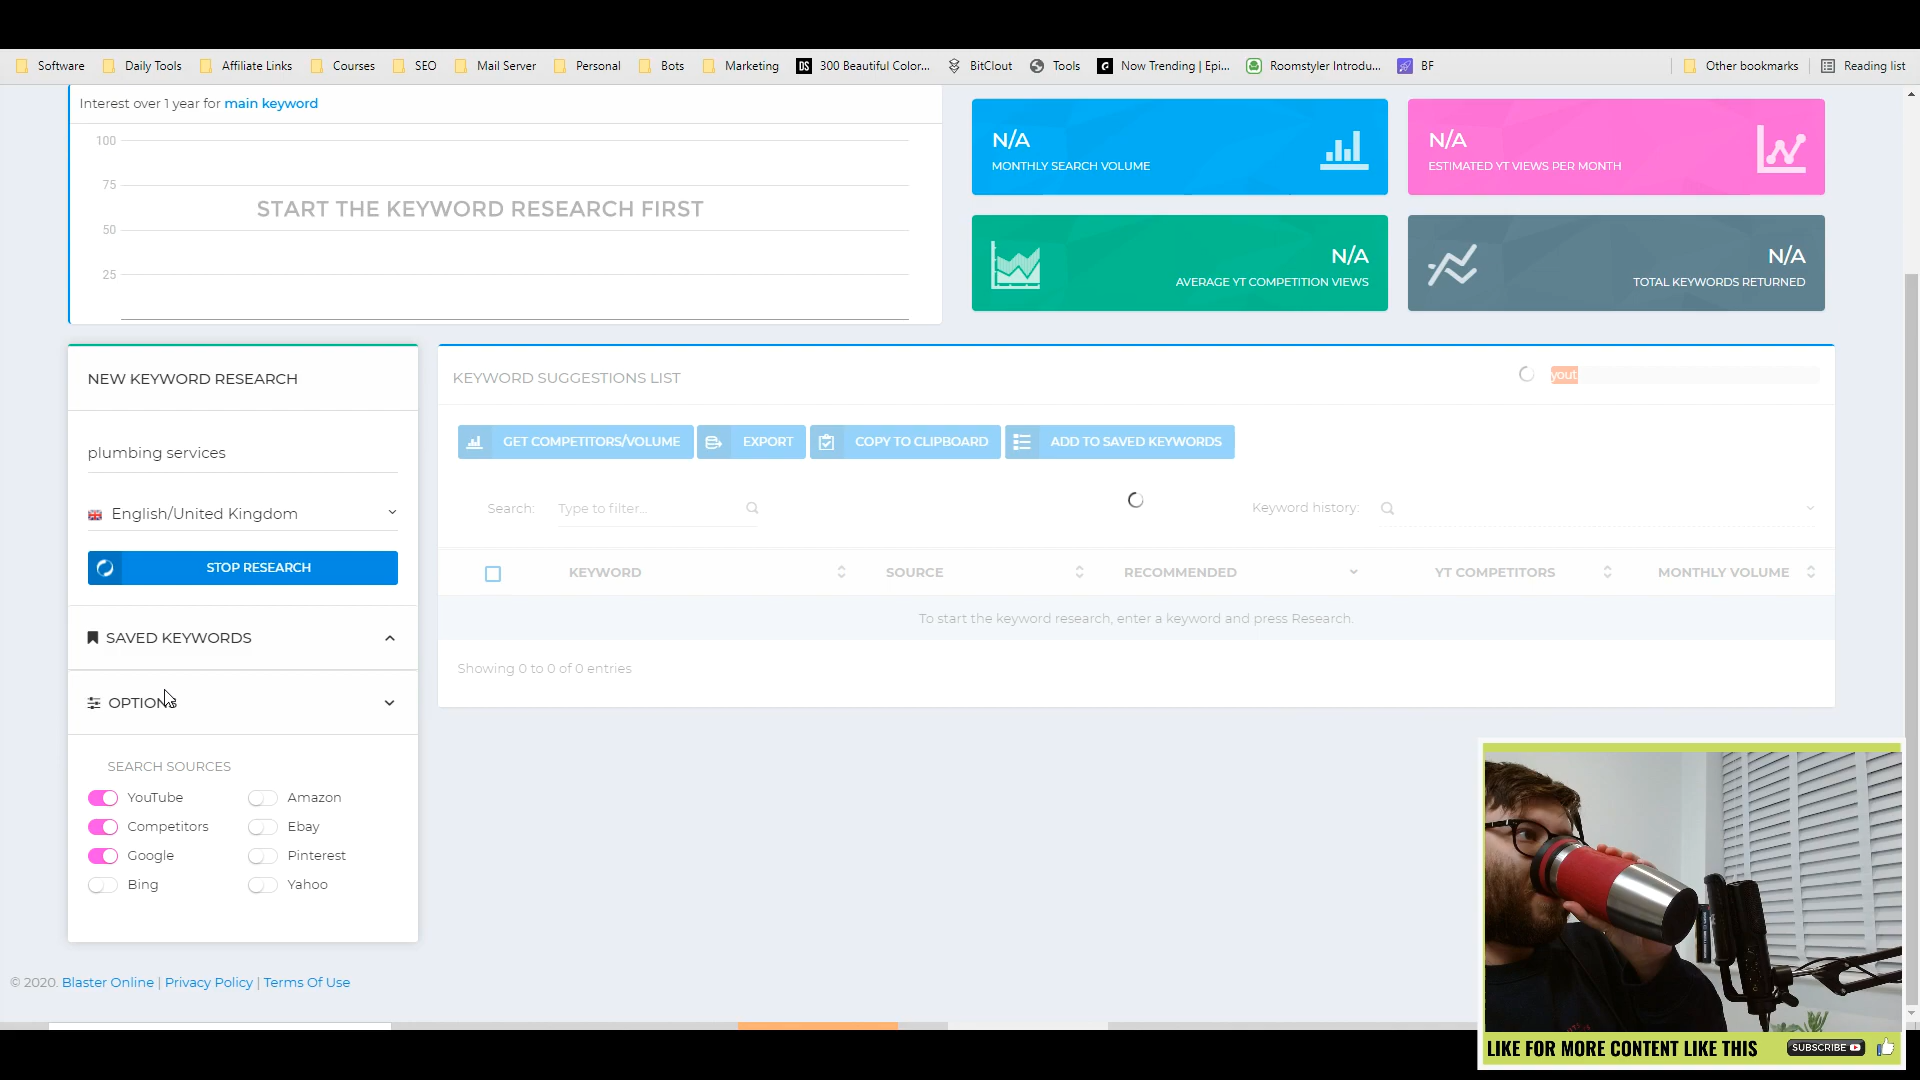 Software Daily Tools Affiliate Links Courses SEO Mail Server Personal Bots Marketing DS 300 Beautiful Color... BitClout Tools Now Trending | Epi... Roomstyler Introdu... BF Other bookmarks Reading list
Interest over 1 year for main keyword
100
75
START THE KEYWORD RESEARCH FIRST
50
25
N/A
MONTHLY SEARCH VOLUME
N/A
ESTIMATED YT VIEWS PER MONTH
N/A
AVERAGE YT COMPETITION VIEWS
N/A
TOTAL KEYWORDS RETURNED
NEW KEYWORD RESEARCH
plumbing services
English/United Kingdom
STOP RESEARCH
SAVED KEYWORDS
OPTIONS
SEARCH SOURCES
YouTube Amazon
Competitors Ebay
Google Pinterest
Bing Yahoo
KEYWORD SUGGESTIONS LIST
yout
GET COMPETITORS/VOLUME EXPORT COPY TO CLIPBOARD ADD TO SAVED KEYWORDS
Search: Type to filter... Keyword history:
KEYWORD SOURCE RECOMMENDED YT COMPETITORS MONTHLY VOLUME
To start the keyword research, enter a keyword and press Research.
Showing 0 to 0 of 0 entries
© 2020. Blaster Online | Privacy Policy | Terms Of Use
LIKE FOR MORE CONTENT LIKE THIS SUBSCRIBE